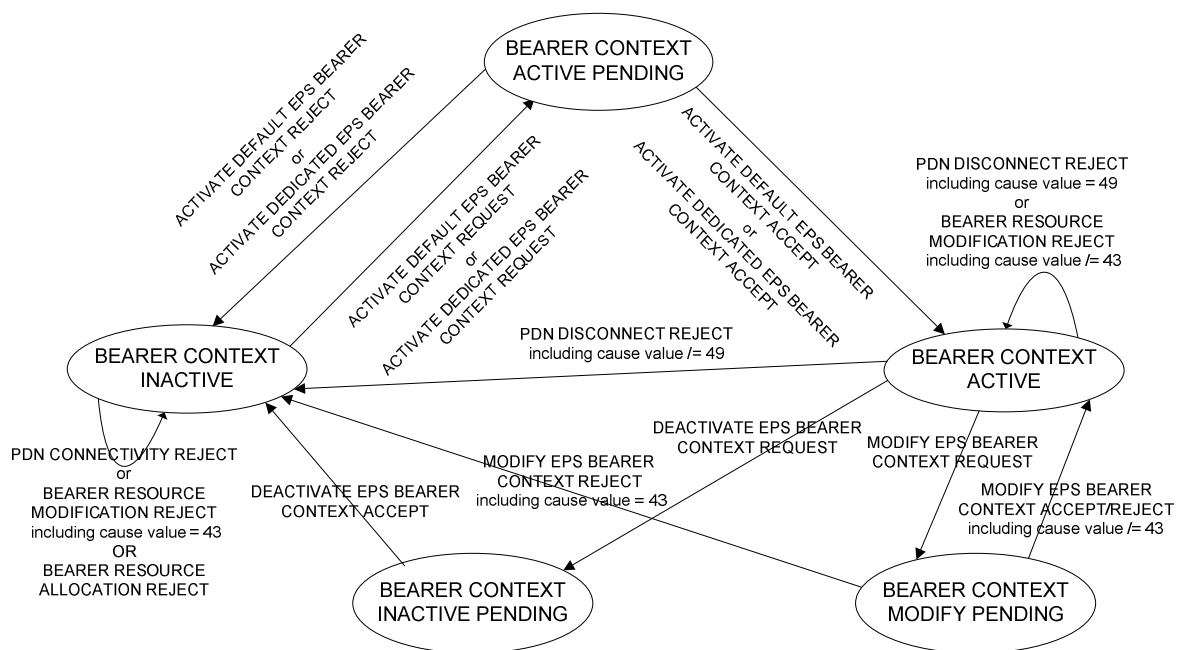 BEARER CONTEXT
ACTIVE PENDING
ACTIVATE DEFAULT EPS BEARER
CONTEXT REJECT
or
ACTIVATE DEDICATED EPS BEARER
CONTEXT REJECT
ACTIVATE DEFAULT EPS BEARER
CONTEXT REQUEST
or
ACTIVATE DEDICATED EPS BEARER
CONTEXT REQUEST
ACTIVATE DEFAULT EPS BEARER
CONTEXT ACCEPT
or
ACTIVATE DEDICATED EPS BEARER
CONTEXT ACCEPT
PDN DISCONNECT REJECT
including cause value = 49
or
BEARER RESOURCE
MODIFICATION REJECT
including cause value /= 43
BEARER CONTEXT
INACTIVE
PDN DISCONNECT REJECT
including cause value /= 49
BEARER CONTEXT
ACTIVE
PDN CONNECTIVITY REJECT
or
BEARER RESOURCE
MODIFICATION REJECT
including cause value = 43
OR
BEARER RESOURCE
ALLOCATION REJECT
DEACTIVATE EPS BEARER
CONTEXT ACCEPT
MODIFY EPS BEARER
CONTEXT REJECT
including cause value = 43
DEACTIVATE EPS BEARER
CONTEXT REQUEST
MODIFY EPS BEARER
CONTEXT REQUEST
MODIFY EPS BEARER
CONTEXT ACCEPT/REJECT
including cause value /= 43
BEARER CONTEXT
INACTIVE PENDING
BEARER CONTEXT
MODIFY PENDING